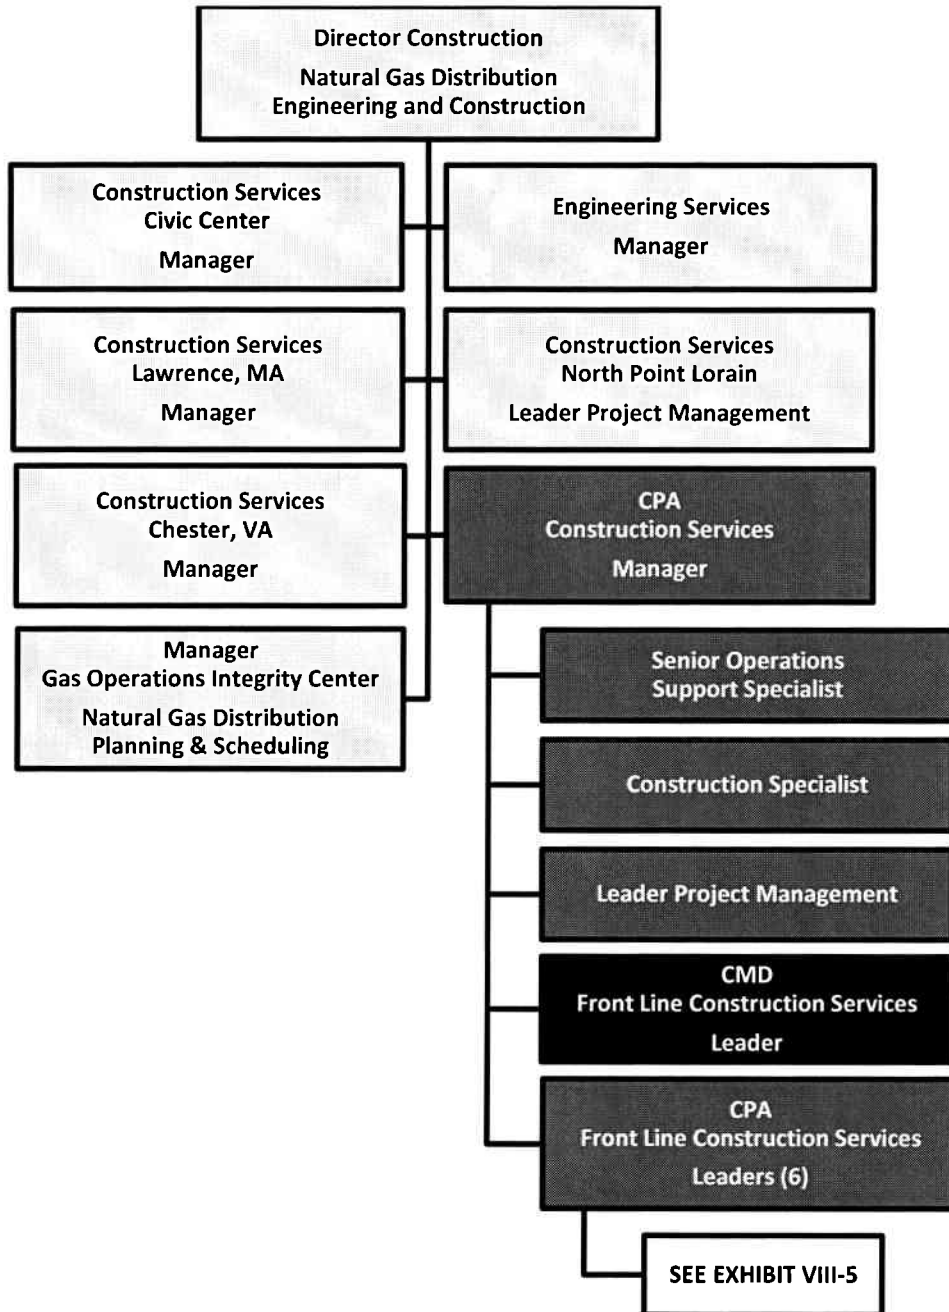 Director Construction
Natural Gas Distribution
Engineering and Construction
Construction Services
Civic Center
Manager
Engineering Services
Manager
Construction Services
Lawrence, MA
Manager
Construction Services
North Point Lorain
Leader Project Management
Construction Services
Chester, VA
Manager
CPA
Construction Services
Manager
Manager
Gas Operations Integrity Center
Natural Gas Distribution
Planning & Scheduling
Senior Operations
Support Specialist
Construction Specialist
Leader Project Management
CMD
Front Line Construction Services
Leader
CPA
Front Line Construction Services
Leaders (6)
SEE EXHIBIT VIII-5